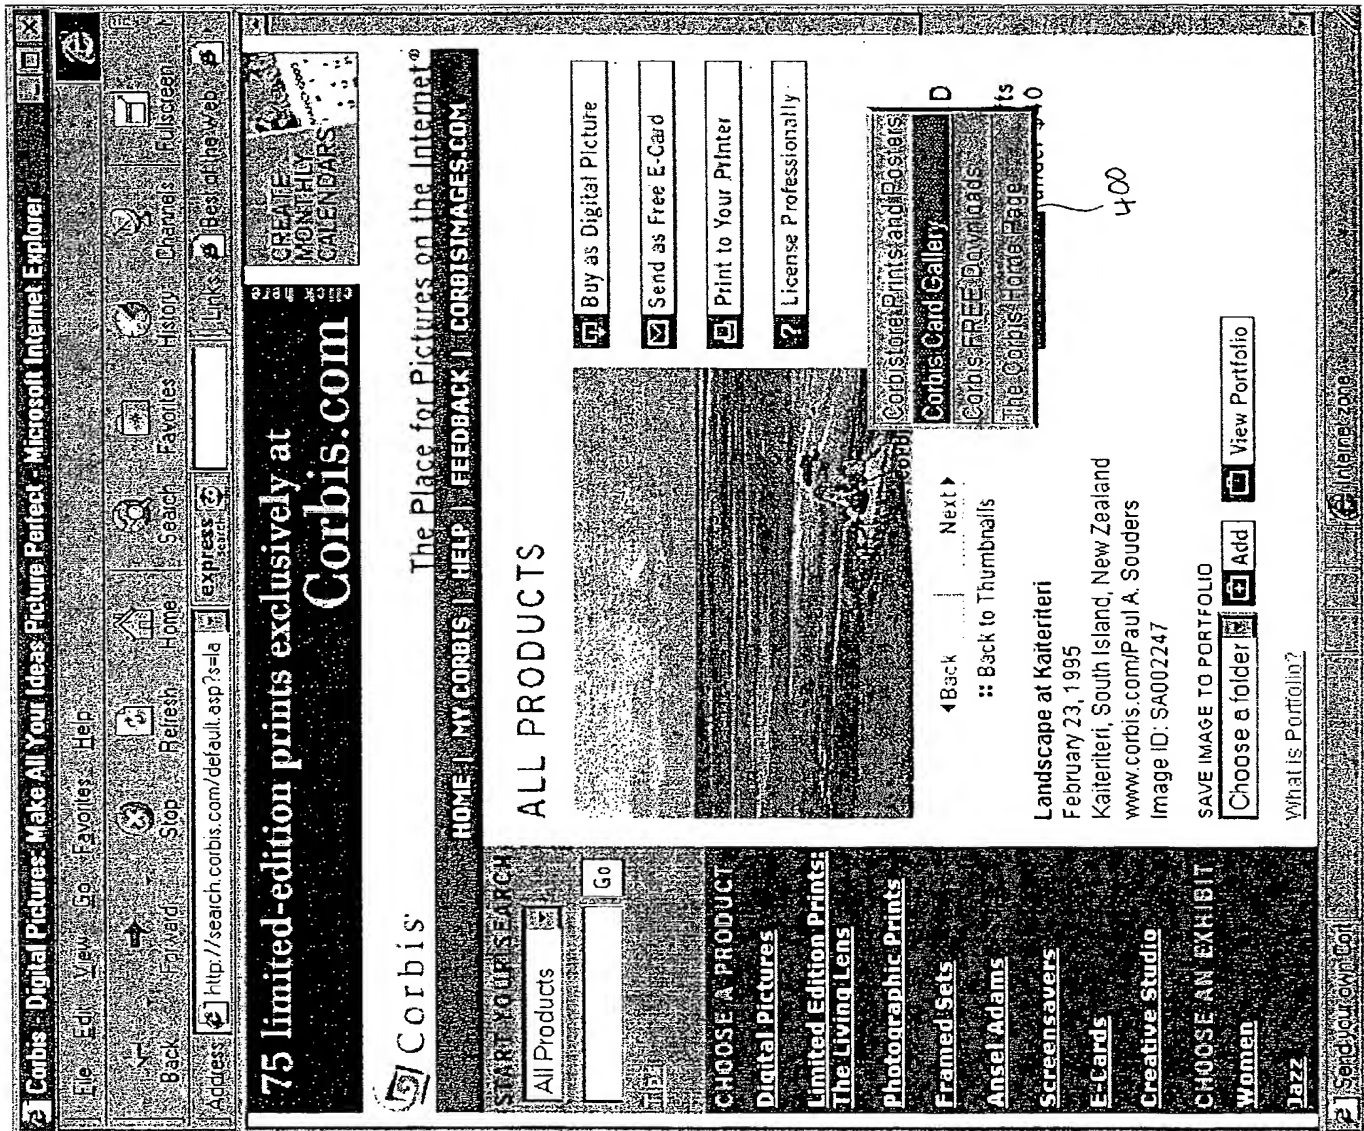 Corbis - Digital Pictures: Make All Your Ideas Picture Perfect - Microsoft Internet Explorer
File Edit View Go Favorites Help
Back Forward Stop Refresh Home Search Favorites History Channels Fullscreen
Address http://search.corbis.com/default.asp?s=la express search Links Best of the Web
75 limited-edition prints exclusively at
Corbis.com
click here
CREATE
MONTHLY
CALENDARS
Corbis
The Place for Pictures on the Internet®
HOME | MY CORBIS | HELP | FEEDBACK | CORBISIMAGES.COM
START YOUR SEARCH
All Products
Go
CHOOSE A PRODUCT
Digital Pictures
Limited Edition Prints:
The Living Lens
Photographic Prints
Framed Sets
Ansel Adams
Screensavers
E-Cards
Creative Studio
CHOOSE AN EXHIBIT
Women
Jazz
ALL PRODUCTS
Buy as Digital Picture
Send as Free E-Card
Print to Your Printer
License Professionally
Corbistone Prints and Posters
Corbis Card Gallery
Corbis FREE Downloads
The Corbis Home Page
400
Back Next
:: Back to Thumbnails
Landscape at Kaiteriteri
February 23, 1995
Kaiteriteri, South Island, New Zealand
www.corbis.com/Paul A. Souders
Image ID: SA002247
SAVE IMAGE TO PORTFOLIO
Choose a folder Add View Portfolio
What is Portfolio?
Send your own Corl
Internet zone